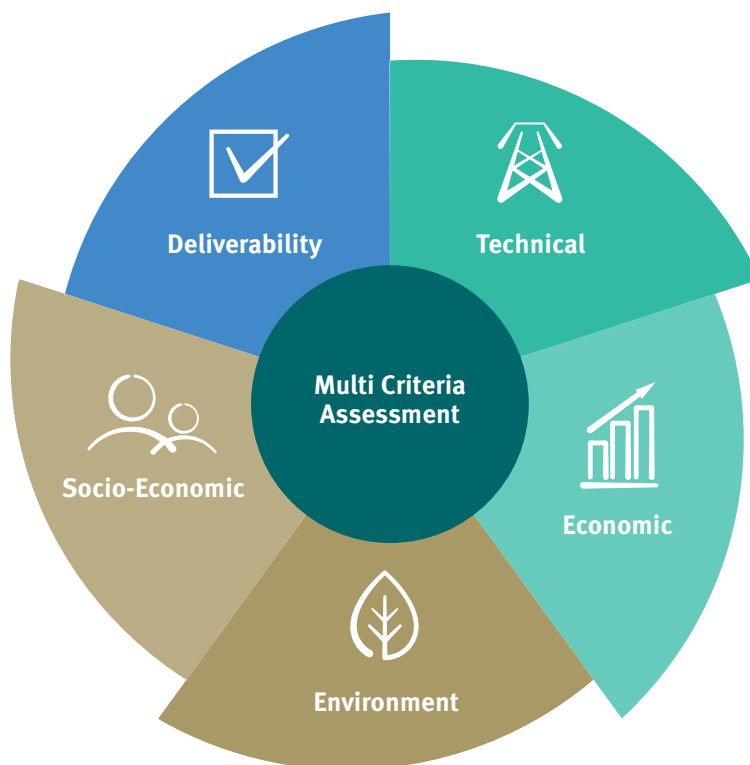 Deliverability
Technical
Multi Criteria
Assessment
Socio-Economic
Economic
Environment